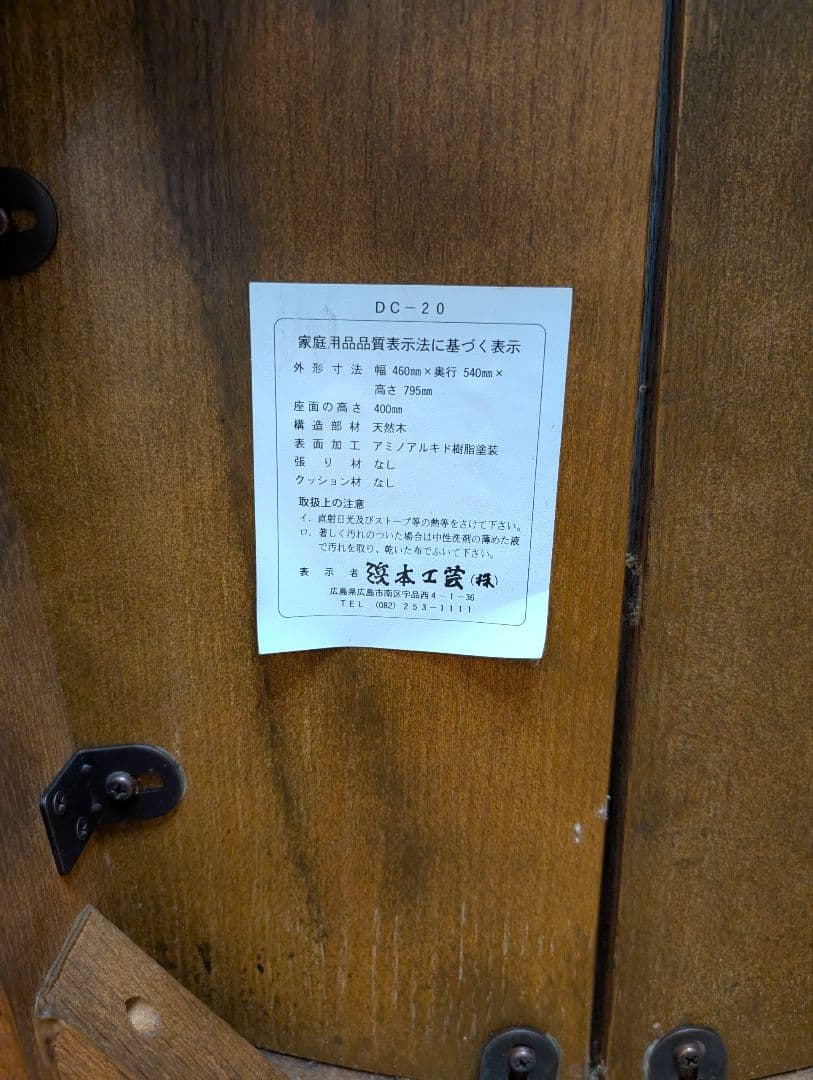 DC-20
家庭用品品質表示法に基づく表示
外形寸法 幅 460mm×奥行 540mm×
高さ 795mm
座面の高さ 400mm
構造部材 天然木
表面加工 アミノアルキド樹脂塗装
張り材 なし
クッション材 なし
取扱上の注意
イ．直射日光及びストーブ等の熱等をさけて下さい。
ロ．著しく汚れのついた場合は中性洗剤の薄めた液
で汚れを取り、乾いた布でふいて下さい。
表示者 浜本工芸(株)
広島県広島市南区宇品西4-1-36
TEL (082)253-1111